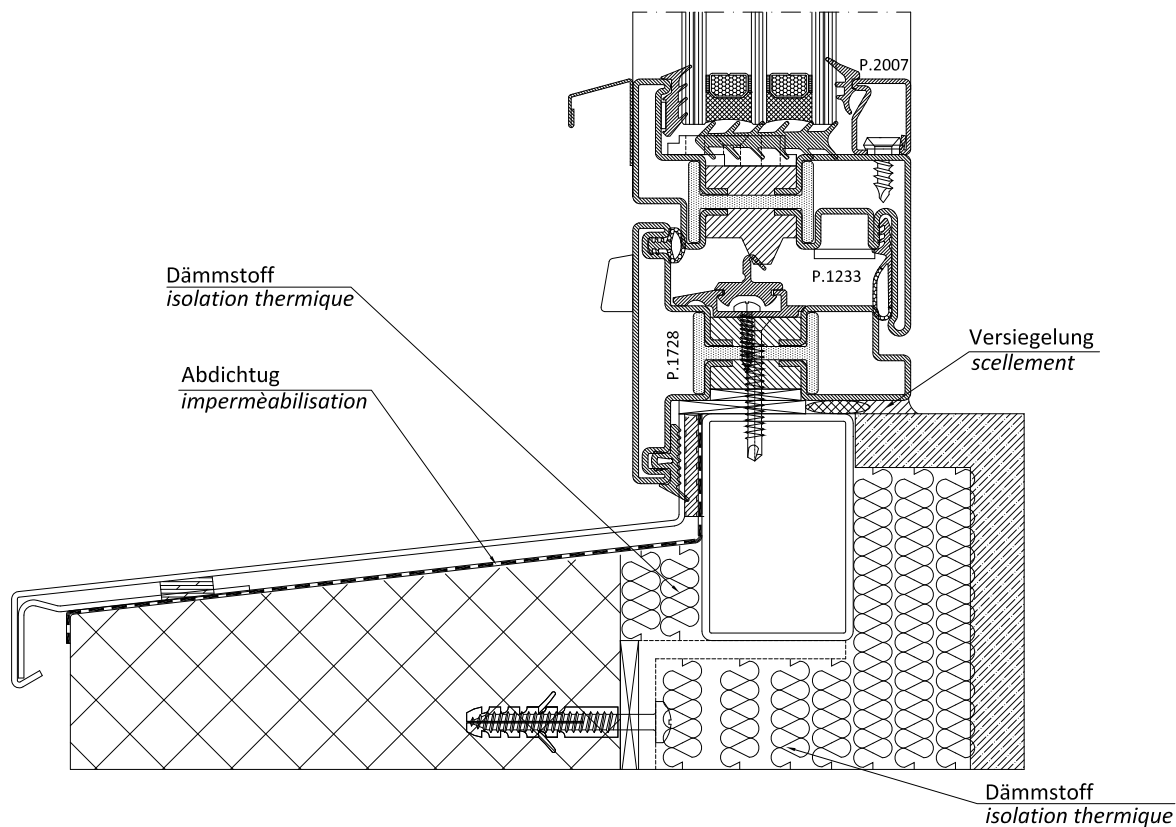 P.2007
Dämmstoff
isolation thermique
P.1233
P.1728
Versiegelung
scellement
Abdichtug
impermèabilisation
Dämmstoff
isolation thermique